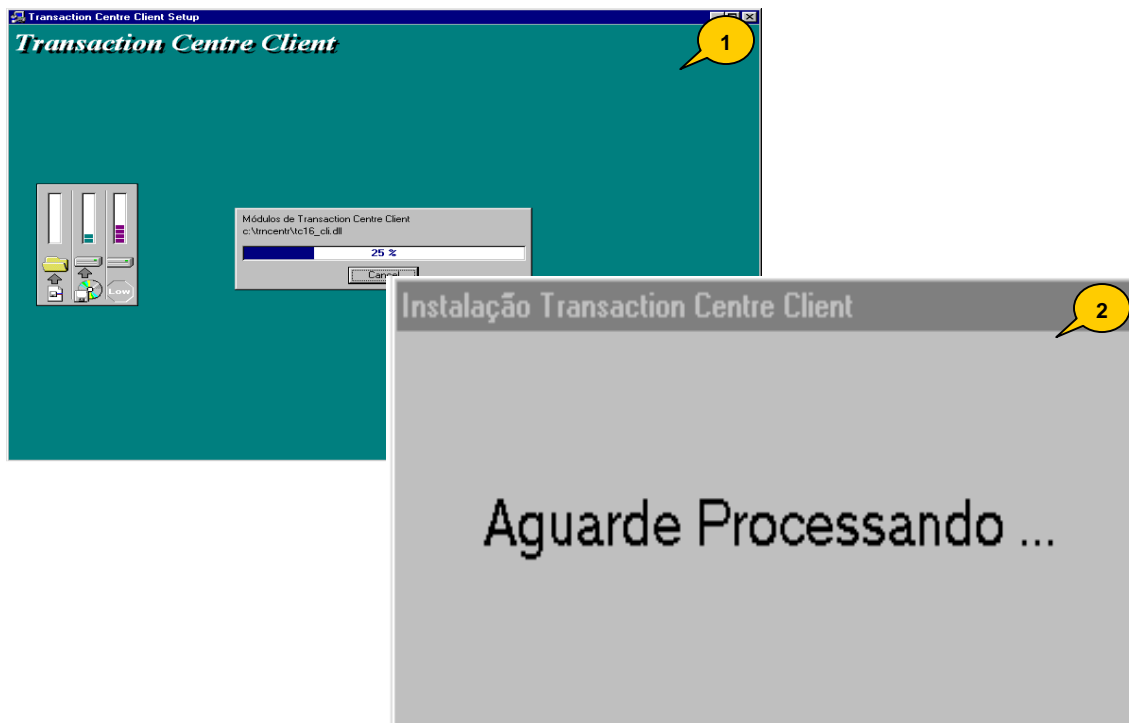 Transaction Centre Client Setup
Transaction Centre Client
1
Módulos de Transaction Centre Client
c:\trncentr\tc16_cli.dll
25 %
Cancel
Low
Instalação Transaction Centre Client
2
Aguarde Processando ...